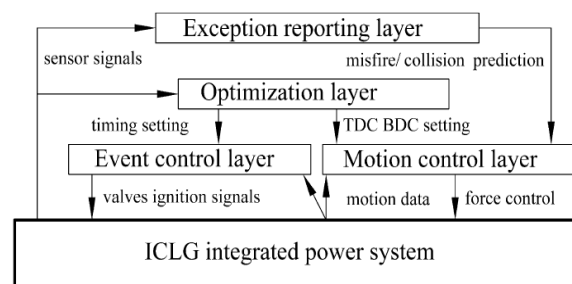 Exception reporting layer
sensor signals
misfire/ collision prediction
Optimization layer
timing setting
TDC BDC setting
Event control layer
Motion control layer
valves ignition signals
motion data
force control
ICLG integrated power system